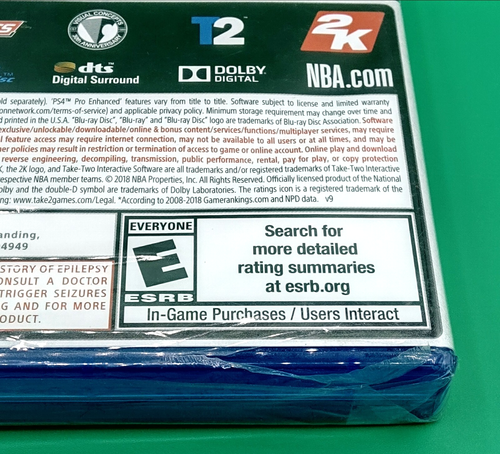 VISUAL CONCEPTS
30TH ANNIVERSARY
T2
2K
dts
Digital Surround
DOLBY
DIGITAL
NBA.com
old separately). 'PS4™ Pro Enhanced' features vary from title to title. Software subject to license and limited warranty
onnetwork.com/terms-of-service) and applicable privacy policy. Minimum storage requirement may change over time and
d printed in the U.S.A. "Blu-ray Disc", "Blu-ray" and "Blu-ray Disc" logo are trademarks of Blu-ray Disc Association. Software
exclusive/unlockable/downloadable/online & bonus content/services/functions/multiplayer services, may require
l feature access may require internet connection, may not be available to all users or at all times, and may be
er policies may result in restriction or termination of access to game or online account. Online play and download
reverse engineering, decompiling, transmission, public performance, rental, pay for play, or copy protection
K, the 2K logo, and Take-Two Interactive Software are all trademarks and/or registered trademarks of Take-Two Interactive
respective NBA member teams. © 2018 NBA Properties, Inc. All Rights Reserved. Officially licensed product of the National
olby and the double-D symbol are trademarks of Dolby Laboratories. The ratings icon is a registered trademark of the
ng: www.take2games.com/Legal. *According to 2008-2018 Gamerankings.com and NPD data. v9
anding,
4949
STORY OF EPILEPSY
ONSULT A DOCTOR
TRIGGER SEIZURES
G AND FOR MORE
ODUCT.
EVERYONE
E
ESRB
Search for
more detailed
rating summaries
at esrb.org
In-Game Purchases / Users Interact